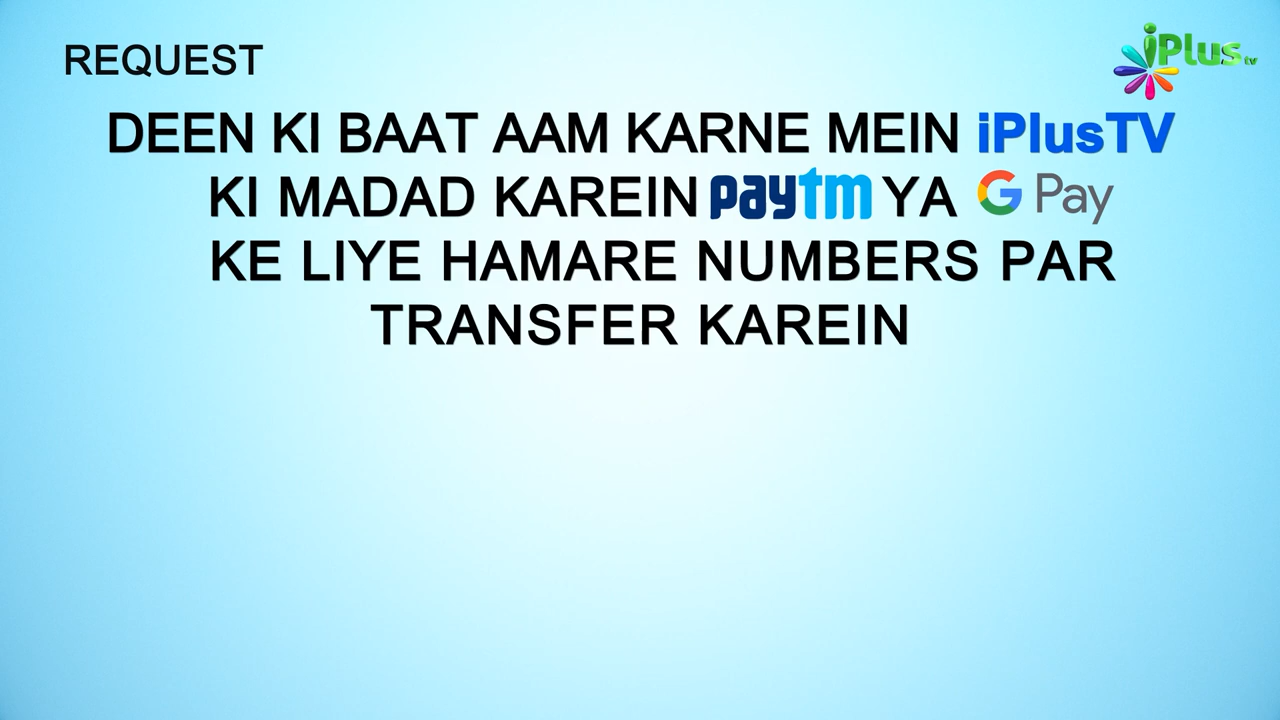 REQUEST
iPlus tv
DEEN KI BAAT AAM KARNE MEIN iPlusTV
KI MADAD KAREIN paytm YA G Pay
KE LIYE HAMARE NUMBERS PAR
TRANSFER KAREIN